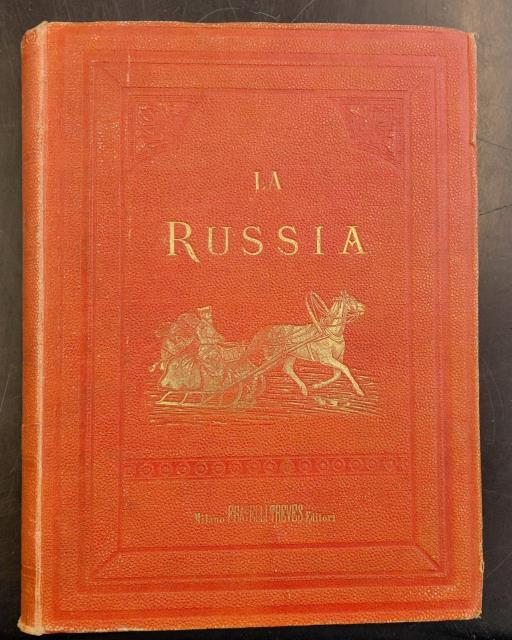 LA
RUSSIA
Milano FRATELLI TREVES Editori